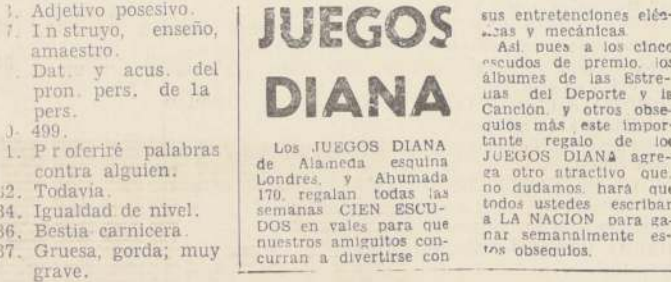 3. Adjetivo posesivo.
7. Instruyo, enseño,
amaestro.
Dat. y acus. del
pron. pers. de 1a
pers.
0- 499.
1. Proferiré palabras
contra alguien.
32. Todavía.
34. Igualdad de nivel.
36. Bestia carnicera.
37. Gruesa, gorda; muy
grave.
JUEGOS
DIANA
Los JUEGOS DIANA
de Alameda esquina
Londres, y Ahumada
170, regalan todas las
semanas CIEN ESCU-
DOS en vales para que
nuestros amiguitos con-
curran a divertirse con
sus entretenciones eléc-
tricas y mecánicas.
Así, pues a los cinco
escudos de premio, los
álbumes de las Estre-
llas del Deporte y la
Canción, y otros obse-
quios más este impor-
tante regalo de los
JUEGOS DIANA agre-
ga otro atractivo que,
no dudamos, hará que
todos ustedes escriban
a LA NACION para ga-
nar semanalmente es-
tos obsequios.